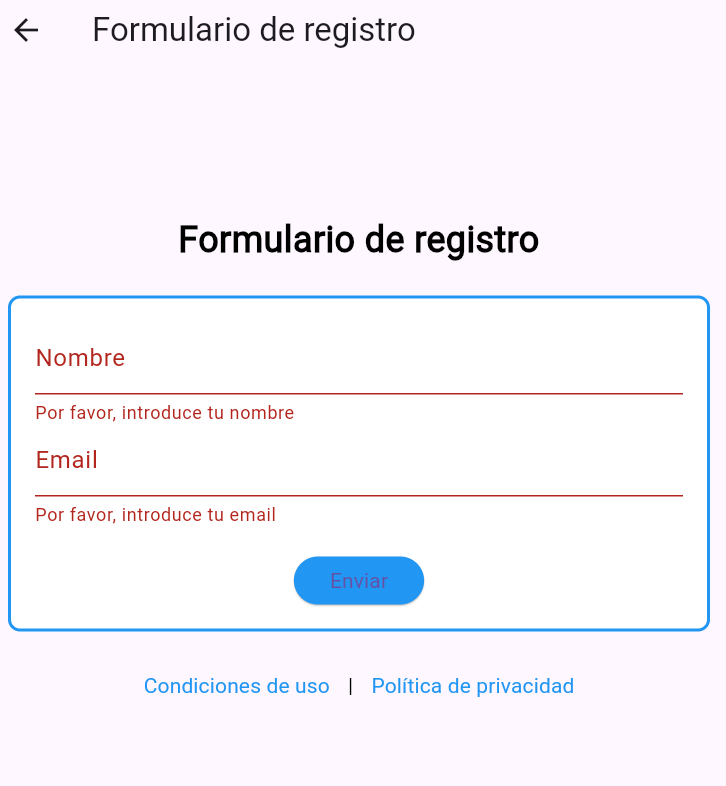 Formulario de registro
Formulario de registro
Nombre
Por favor, introduce tu nombre
Email
Por favor, introduce tu email
Enviar
Condiciones de uso | Política de privacidad